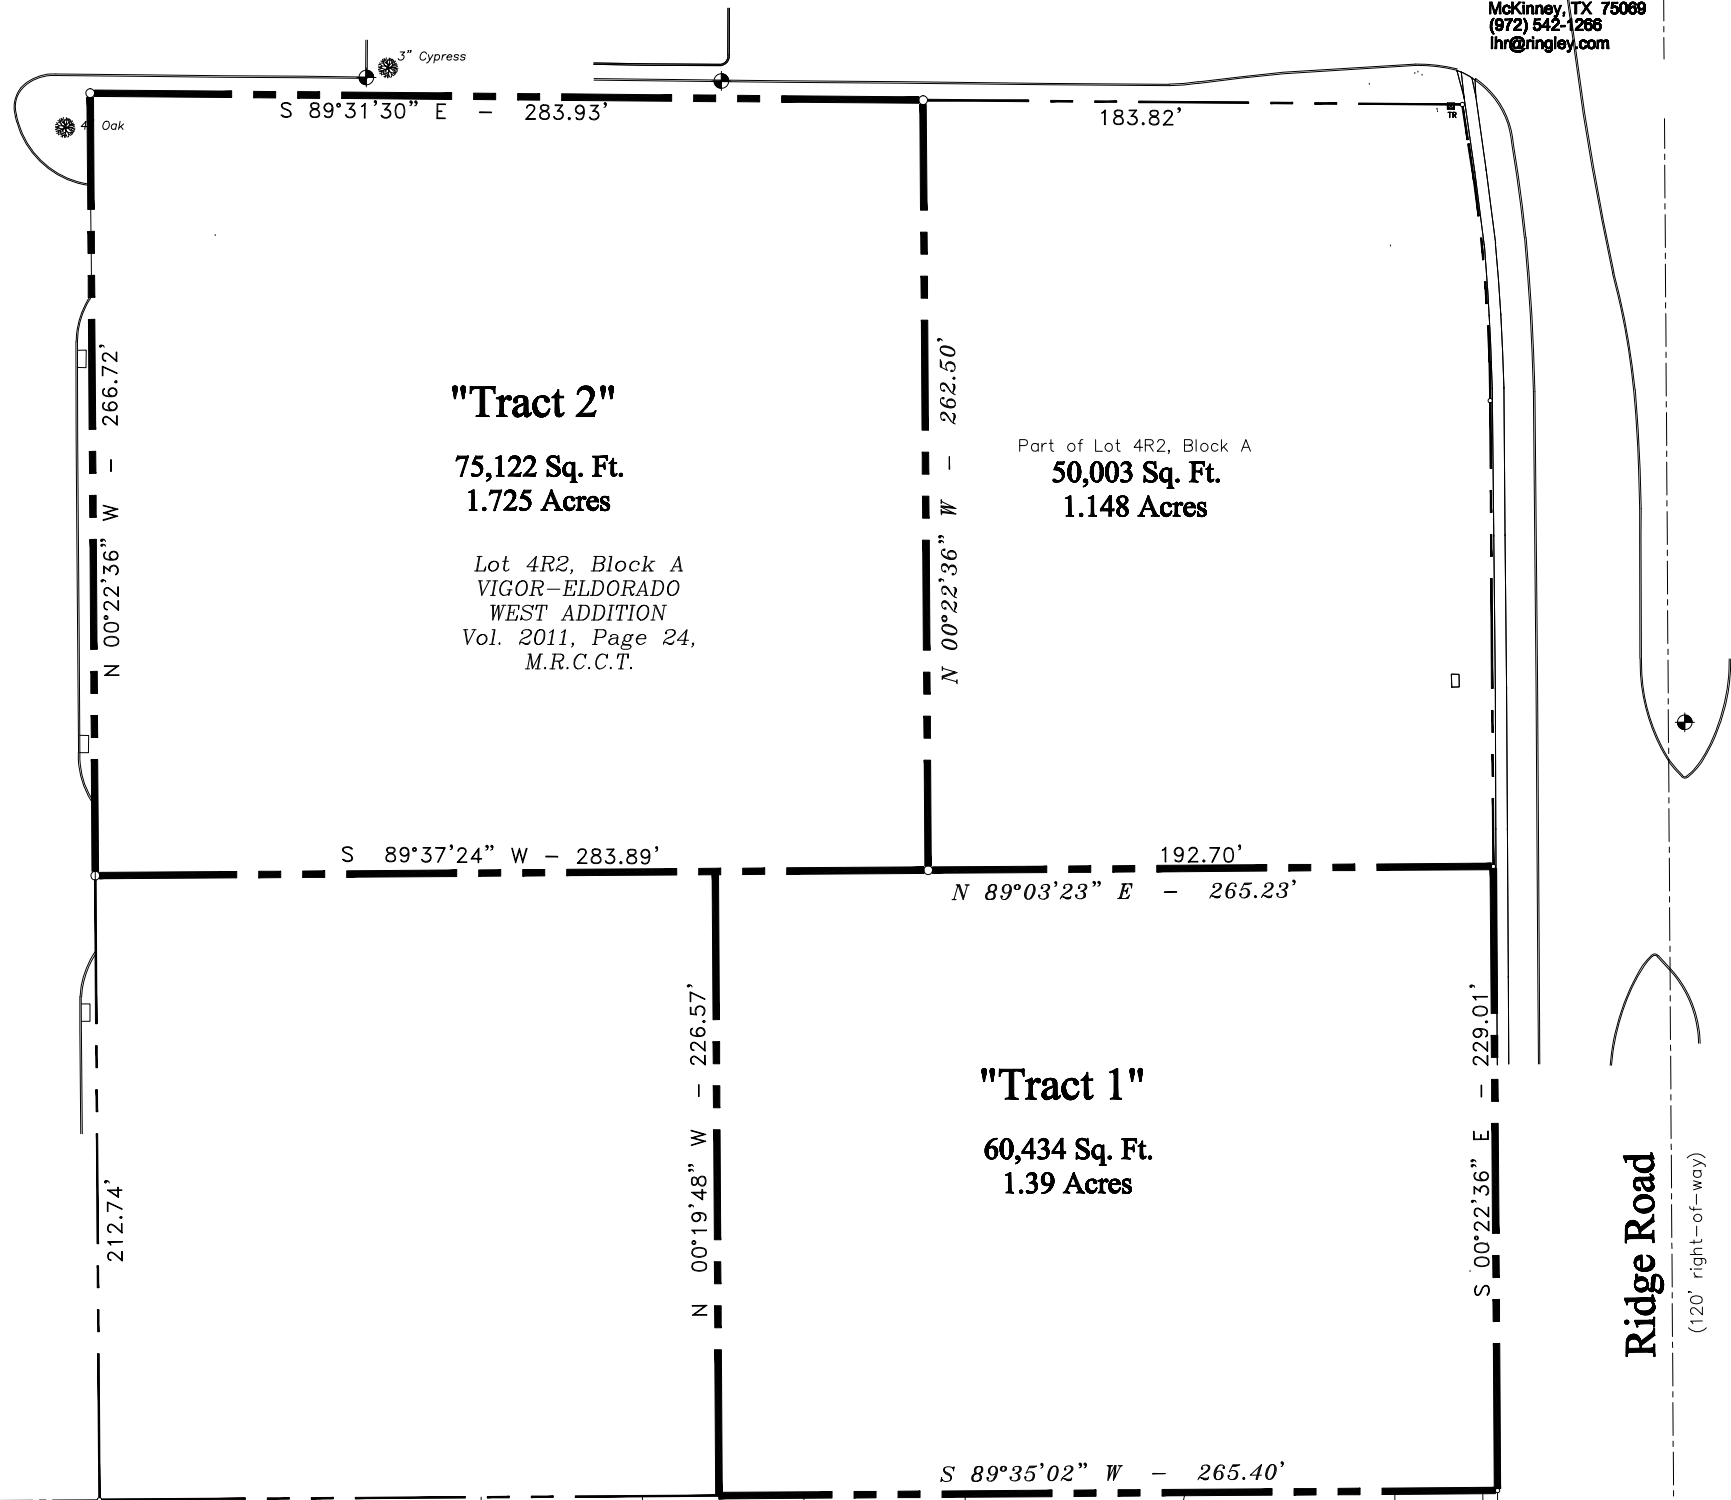 McKinney, TX 75069
(972) 542-1266
lhr@ringley.com
3" Cypress
Oak
S 89°31'30" E - 283.93'
183.82'
TR
N 00°22'36" W - 266.72'
N 00°22'36" W - 262.50'
"Tract 2"
75,122 Sq. Ft.
1.725 Acres
Lot 4R2, Block A
VIGOR-ELDORADO
WEST ADDITION
Vol. 2011, Page 24,
M.R.C.C.T.
Part of Lot 4R2, Block A
50,003 Sq. Ft.
1.148 Acres
S 89°37'24" W - 283.89'
192.70'
N 89°03'23" E - 265.23'
212.74'
N 00°19'48" W - 226.57'
"Tract 1"
60,434 Sq. Ft.
1.39 Acres
S 00°22'36" E - 229.01'
Ridge Road
(120' right-of-way)
S 89°35'02" W - 265.40'